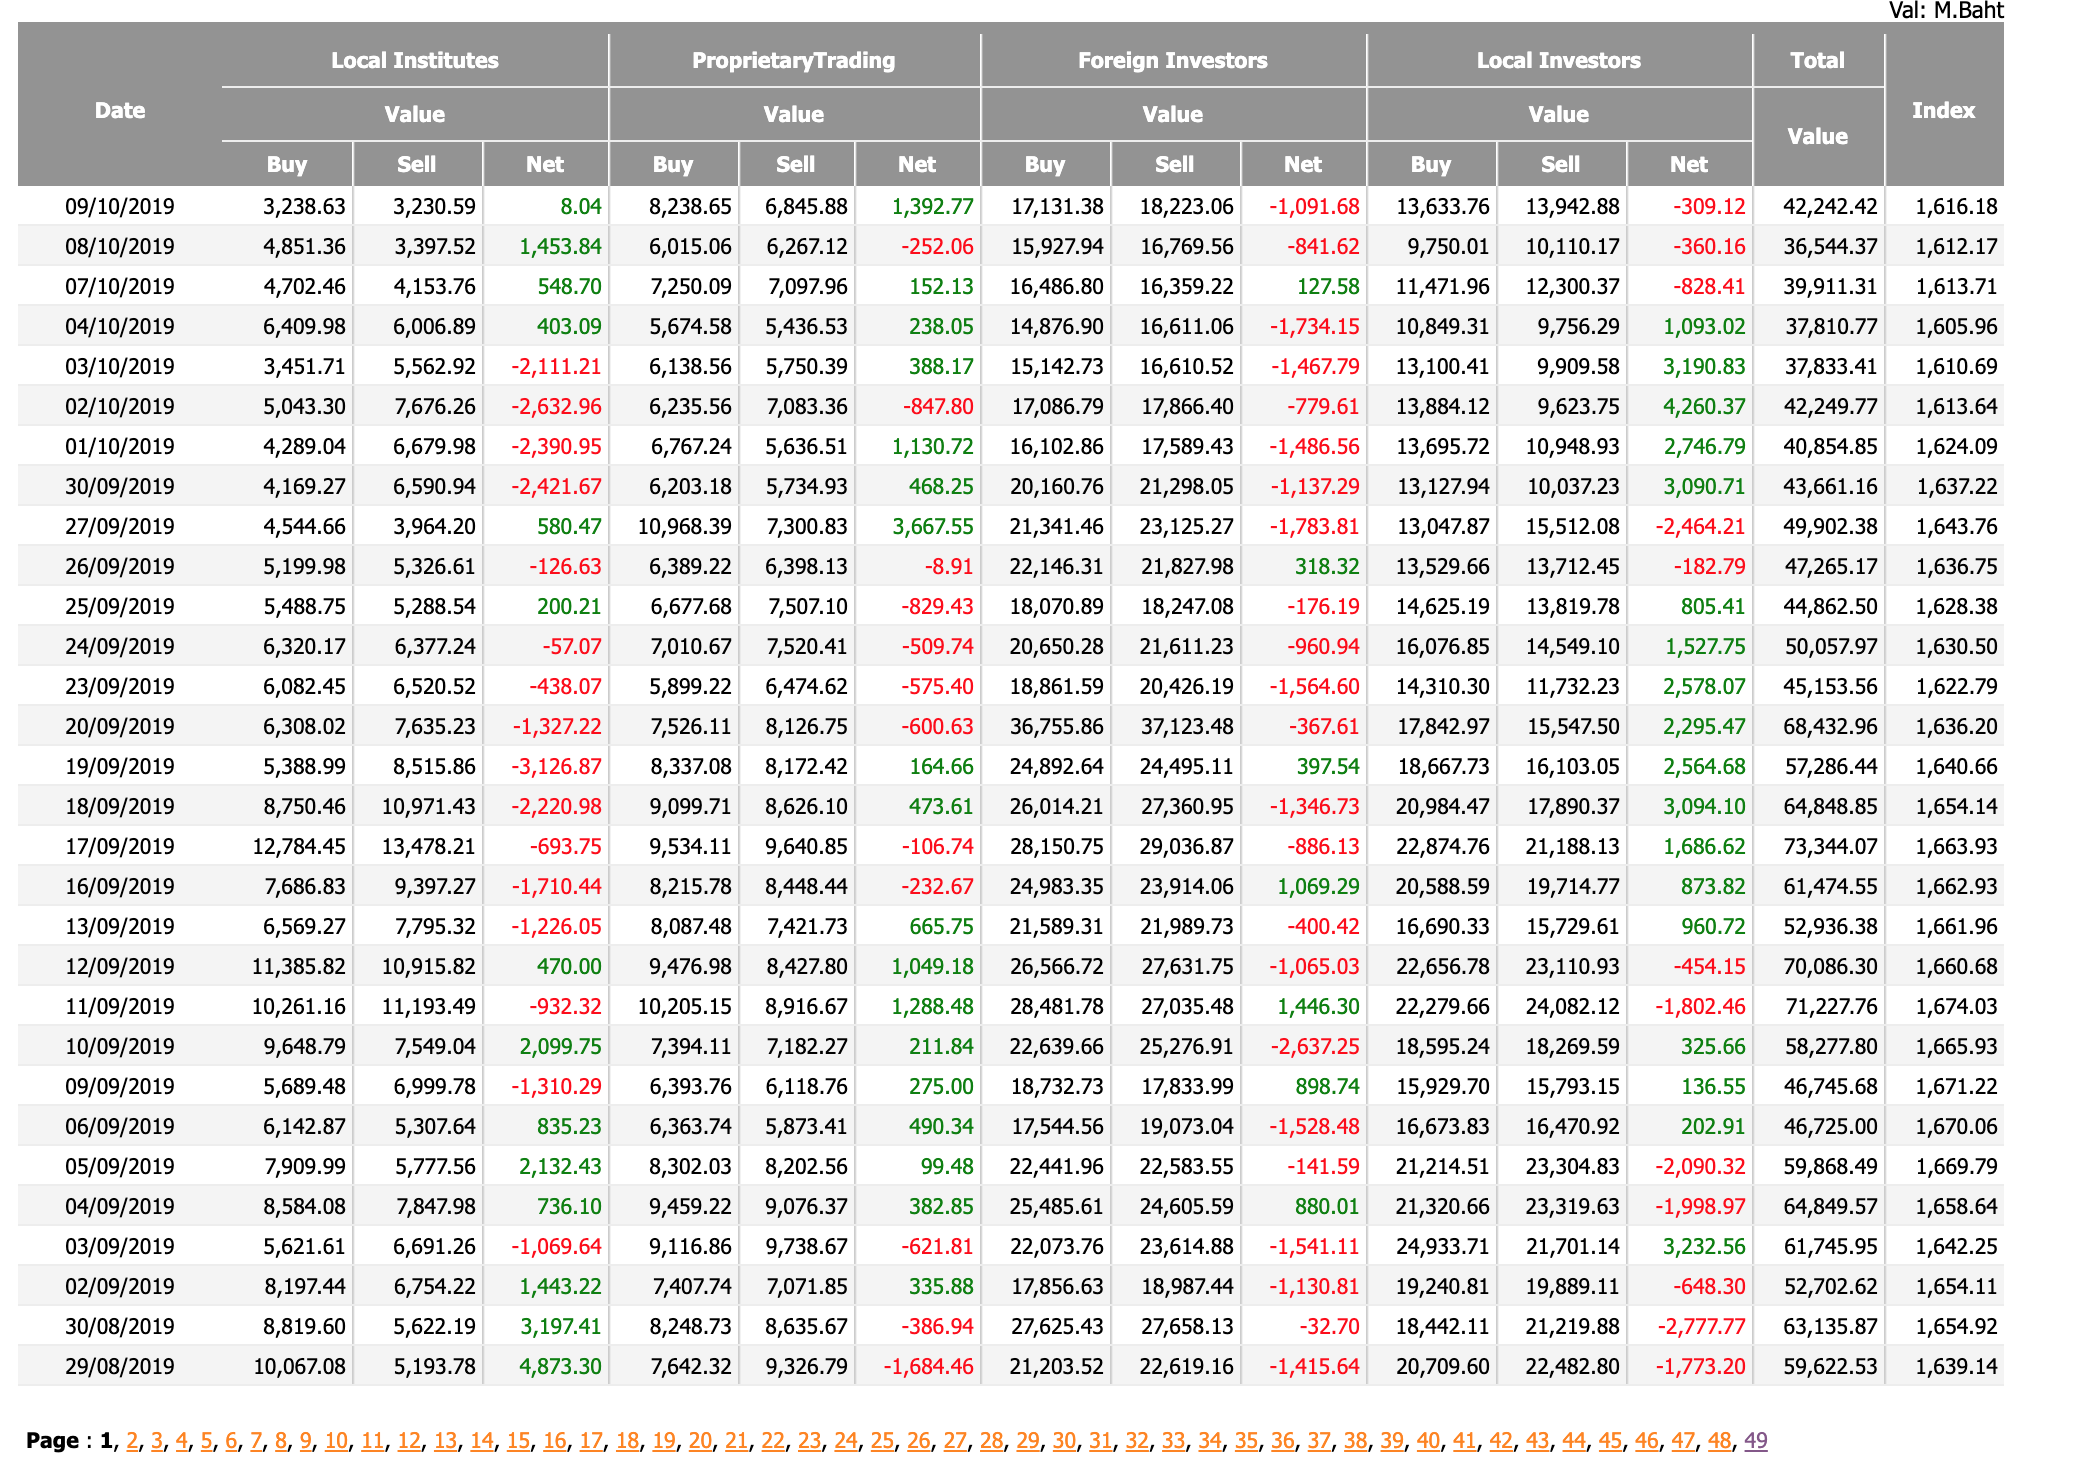 Val: M.Baht
Local Institutes ProprietaryTrading Foreign Investors Local Investors Total
Date Value Value Value Value Value Index
Buy Sell Net Buy Sell Net Buy Sell Net Buy Sell Net
09/10/2019 3,238.63 3,230.59 8.04 8,238.65 6,845.88 1,392.77 17,131.38 18,223.06 -1,091.68 13,633.76 13,942.88 -309.12 42,242.42 1,616.18
08/10/2019 4,851.36 3,397.52 1,453.84 6,015.06 6,267.12 -252.06 15,927.94 16,769.56 -841.62 9,750.01 10,110.17 -360.16 36,544.37 1,612.17
07/10/2019 4,702.46 4,153.76 548.70 7,250.09 7,097.96 152.13 16,486.80 16,359.22 127.58 11,471.96 12,300.37 -828.41 39,911.31 1,613.71
04/10/2019 6,409.98 6,006.89 403.09 5,674.58 5,436.53 238.05 14,876.90 16,611.06 -1,734.15 10,849.31 9,756.29 1,093.02 37,810.77 1,605.96
03/10/2019 3,451.71 5,562.92 -2,111.21 6,138.56 5,750.39 388.17 15,142.73 16,610.52 -1,467.79 13,100.41 9,909.58 3,190.83 37,833.41 1,610.69
02/10/2019 5,043.30 7,676.26 -2,632.96 6,235.56 7,083.36 -847.80 17,086.79 17,866.40 -779.61 13,884.12 9,623.75 4,260.37 42,249.77 1,613.64
01/10/2019 4,289.04 6,679.98 -2,390.95 6,767.24 5,636.51 1,130.72 16,102.86 17,589.43 -1,486.56 13,695.72 10,948.93 2,746.79 40,854.85 1,624.09
30/09/2019 4,169.27 6,590.94 -2,421.67 6,203.18 5,734.93 468.25 20,160.76 21,298.05 -1,137.29 13,127.94 10,037.23 3,090.71 43,661.16 1,637.22
27/09/2019 4,544.66 3,964.20 580.47 10,968.39 7,300.83 3,667.55 21,341.46 23,125.27 -1,783.81 13,047.87 15,512.08 -2,464.21 49,902.38 1,643.76
26/09/2019 5,199.98 5,326.61 -126.63 6,389.22 6,398.13 -8.91 22,146.31 21,827.98 318.32 13,529.66 13,712.45 -182.79 47,265.17 1,636.75
25/09/2019 5,488.75 5,288.54 200.21 6,677.68 7,507.10 -829.43 18,070.89 18,247.08 -176.19 14,625.19 13,819.78 805.41 44,862.50 1,628.38
24/09/2019 6,320.17 6,377.24 -57.07 7,010.67 7,520.41 -509.74 20,650.28 21,611.23 -960.94 16,076.85 14,549.10 1,527.75 50,057.97 1,630.50
23/09/2019 6,082.45 6,520.52 -438.07 5,899.22 6,474.62 -575.40 18,861.59 20,426.19 -1,564.60 14,310.30 11,732.23 2,578.07 45,153.56 1,622.79
20/09/2019 6,308.02 7,635.23 -1,327.22 7,526.11 8,126.75 -600.63 36,755.86 37,123.48 -367.61 17,842.97 15,547.50 2,295.47 68,432.96 1,636.20
19/09/2019 5,388.99 8,515.86 -3,126.87 8,337.08 8,172.42 164.66 24,892.64 24,495.11 397.54 18,667.73 16,103.05 2,564.68 57,286.44 1,640.66
18/09/2019 8,750.46 10,971.43 -2,220.98 9,099.71 8,626.10 473.61 26,014.21 27,360.95 -1,346.73 20,984.47 17,890.37 3,094.10 64,848.85 1,654.14
17/09/2019 12,784.45 13,478.21 -693.75 9,534.11 9,640.85 -106.74 28,150.75 29,036.87 -886.13 22,874.76 21,188.13 1,686.62 73,344.07 1,663.93
16/09/2019 7,686.83 9,397.27 -1,710.44 8,215.78 8,448.44 -232.67 24,983.35 23,914.06 1,069.29 20,588.59 19,714.77 873.82 61,474.55 1,662.93
13/09/2019 6,569.27 7,795.32 -1,226.05 8,087.48 7,421.73 665.75 21,589.31 21,989.73 -400.42 16,690.33 15,729.61 960.72 52,936.38 1,661.96
12/09/2019 11,385.82 10,915.82 470.00 9,476.98 8,427.80 1,049.18 26,566.72 27,631.75 -1,065.03 22,656.78 23,110.93 -454.15 70,086.30 1,660.68
11/09/2019 10,261.16 11,193.49 -932.32 10,205.15 8,916.67 1,288.48 28,481.78 27,035.48 1,446.30 22,279.66 24,082.12 -1,802.46 71,227.76 1,674.03
10/09/2019 9,648.79 7,549.04 2,099.75 7,394.11 7,182.27 211.84 22,639.66 25,276.91 -2,637.25 18,595.24 18,269.59 325.66 58,277.80 1,665.93
09/09/2019 5,689.48 6,999.78 -1,310.29 6,393.76 6,118.76 275.00 18,732.73 17,833.99 898.74 15,929.70 15,793.15 136.55 46,745.68 1,671.22
06/09/2019 6,142.87 5,307.64 835.23 6,363.74 5,873.41 490.34 17,544.56 19,073.04 -1,528.48 16,673.83 16,470.92 202.91 46,725.00 1,670.06
05/09/2019 7,909.99 5,777.56 2,132.43 8,302.03 8,202.56 99.48 22,441.96 22,583.55 -141.59 21,214.51 23,304.83 -2,090.32 59,868.49 1,669.79
04/09/2019 8,584.08 7,847.98 736.10 9,459.22 9,076.37 382.85 25,485.61 24,605.59 880.01 21,320.66 23,319.63 -1,998.97 64,849.57 1,658.64
03/09/2019 5,621.61 6,691.26 -1,069.64 9,116.86 9,738.67 -621.81 22,073.76 23,614.88 -1,541.11 24,933.71 21,701.14 3,232.56 61,745.95 1,642.25
02/09/2019 8,197.44 6,754.22 1,443.22 7,407.74 7,071.85 335.88 17,856.63 18,987.44 -1,130.81 19,240.81 19,889.11 -648.30 52,702.62 1,654.11
30/08/2019 8,819.60 5,622.19 3,197.41 8,248.73 8,635.67 -386.94 27,625.43 27,658.13 -32.70 18,442.11 21,219.88 -2,777.77 63,135.87 1,654.92
29/08/2019 10,067.08 5,193.78 4,873.30 7,642.32 9,326.79 -1,684.46 21,203.52 22,619.16 -1,415.64 20,709.60 22,482.80 -1,773.20 59,622.53 1,639.14
Page : 1, 2, 3, 4, 5, 6, 7, 8, 9, 10, 11, 12, 13, 14, 15, 16, 17, 18, 19, 20, 21, 22, 23, 24, 25, 26, 27, 28, 29, 30, 31, 32, 33, 34, 35, 36, 37, 38, 39, 40, 41, 42, 43, 44, 45, 46, 47, 48, 49